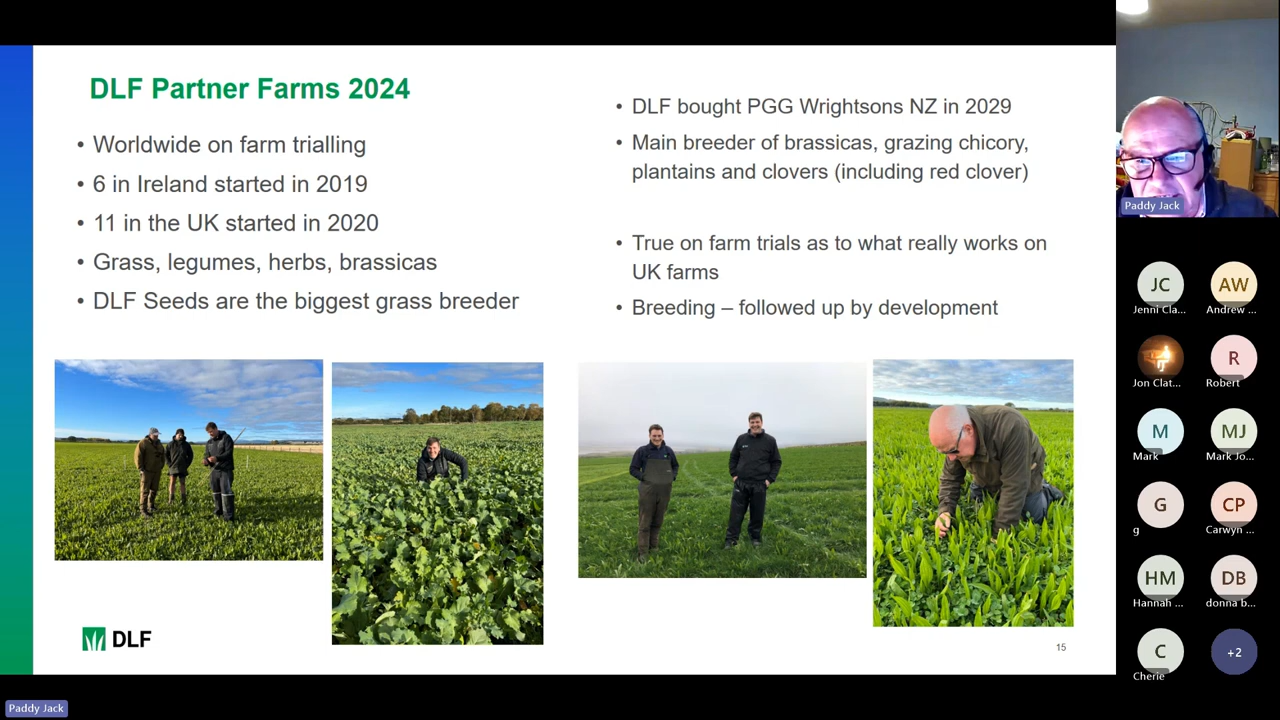 DLF Partner Farms 2024
• Worldwide on farm trialling
• 6 in Ireland started in 2019
• 11 in the UK started in 2020
• Grass, legumes, herbs, brassicas
• DLF Seeds are the biggest grass breeder
• DLF bought PGG Wrightsons NZ in 2029
• Main breeder of brassicas, grazing chicory,
plantains and clovers (including red clover)
• True on farm trials as to what really works on
UK farms
• Breeding – followed up by development
DLF
15
Paddy Jack
JC
Jenni Cla...
AW
Andrew ...
Jon Clat...
R
Robert
M
Mark
MJ
Mark Jo...
G
g
CP
Carwyn ...
HM
Hannah ...
DB
donna b...
C
Cherie
+2
Paddy Jack